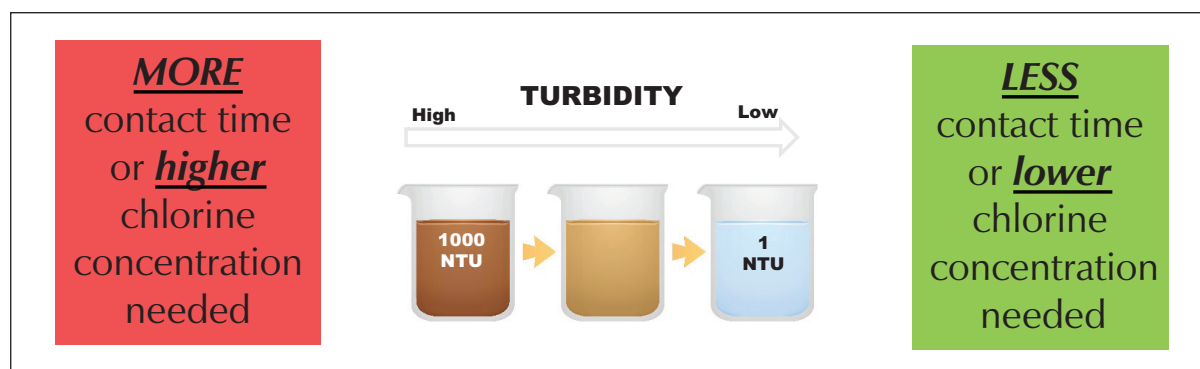 MORE
contact time
or higher
chlorine
concentration
needed
TURBIDITY
High
Low
1000
NTU
1
NTU
LESS
contact time
or lower
chlorine
concentration
needed